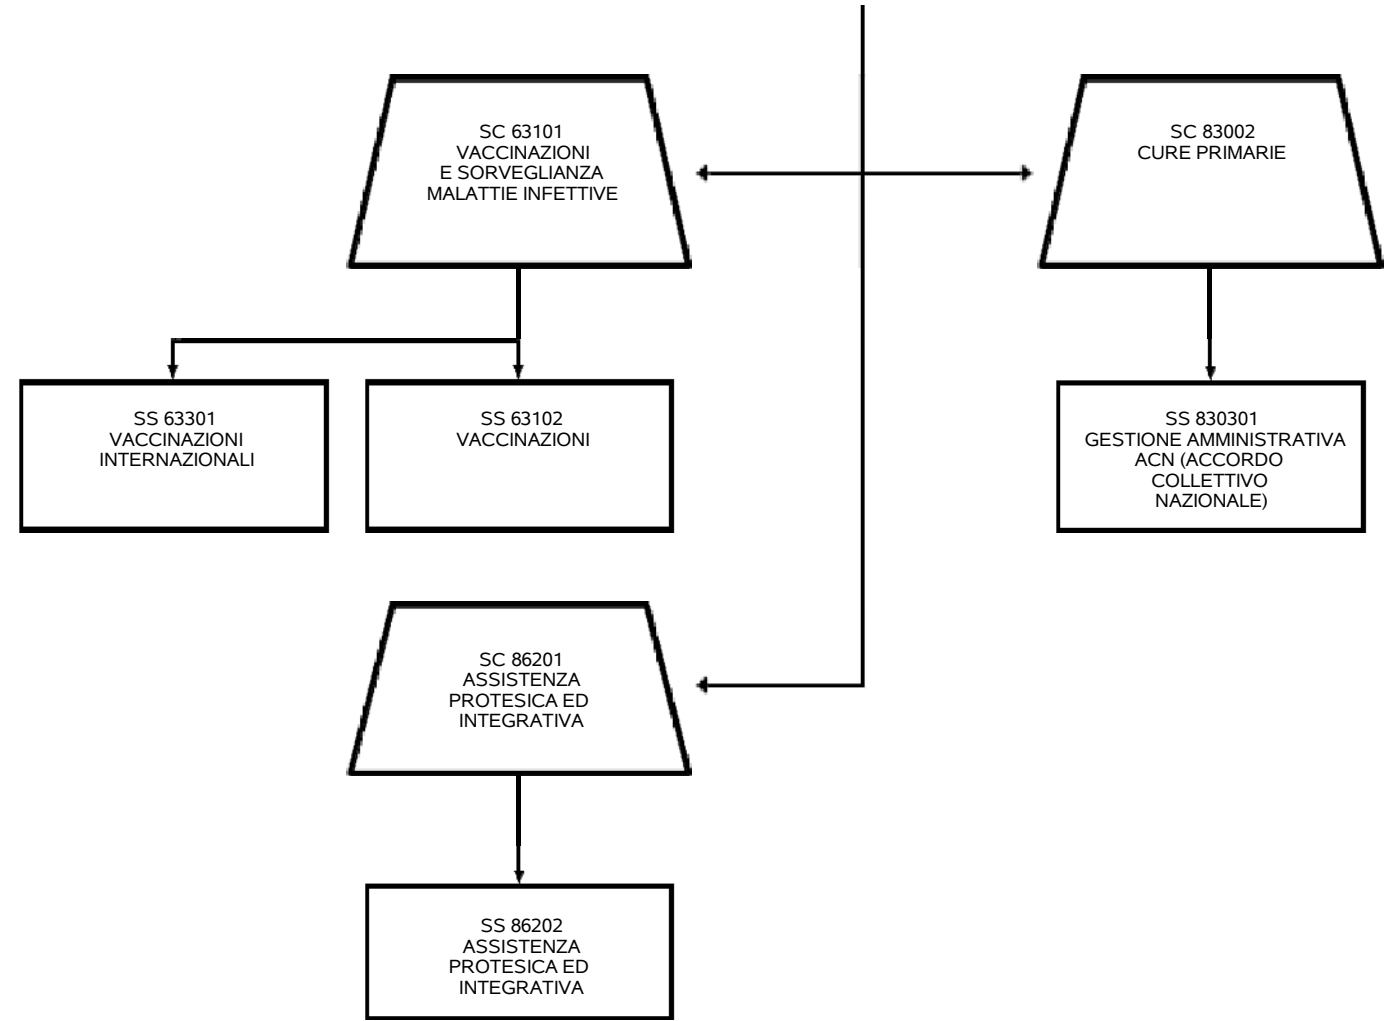 SC 63101
VACCINAZIONI
E SORVEGLIANZA
MALATTIE INFETTIVE
SC 83002
CURE PRIMARIE
SS 63301
VACCINAZIONI
INTERNAZIONALI
SS 63102
VACCINAZIONI
SS 830301
GESTIONE AMMINISTRATIVA
ACN (ACCORDO
COLLETTIVO
NAZIONALE)
SC 86201
ASSISTENZA
PROTESICA ED
INTEGRATIVA
SS 86202
ASSISTENZA
PROTESICA ED
INTEGRATIVA